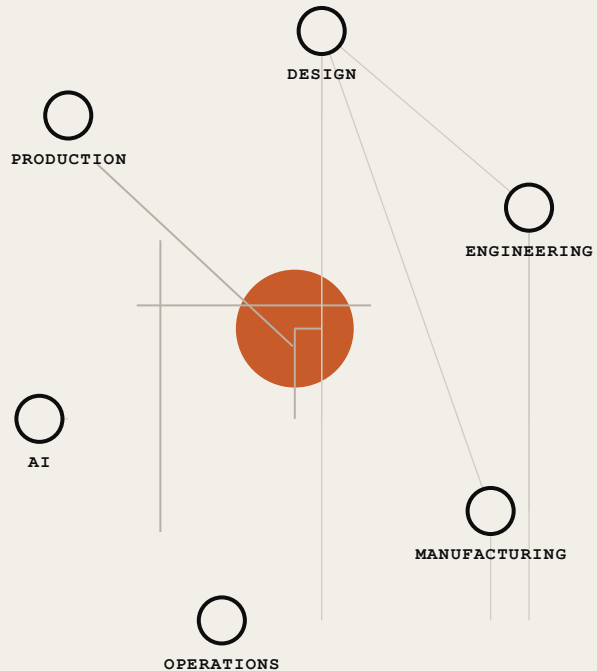 DESIGN
PRODUCTION
ENGINEERING
AI
MANUFACTURING
OPERATIONS